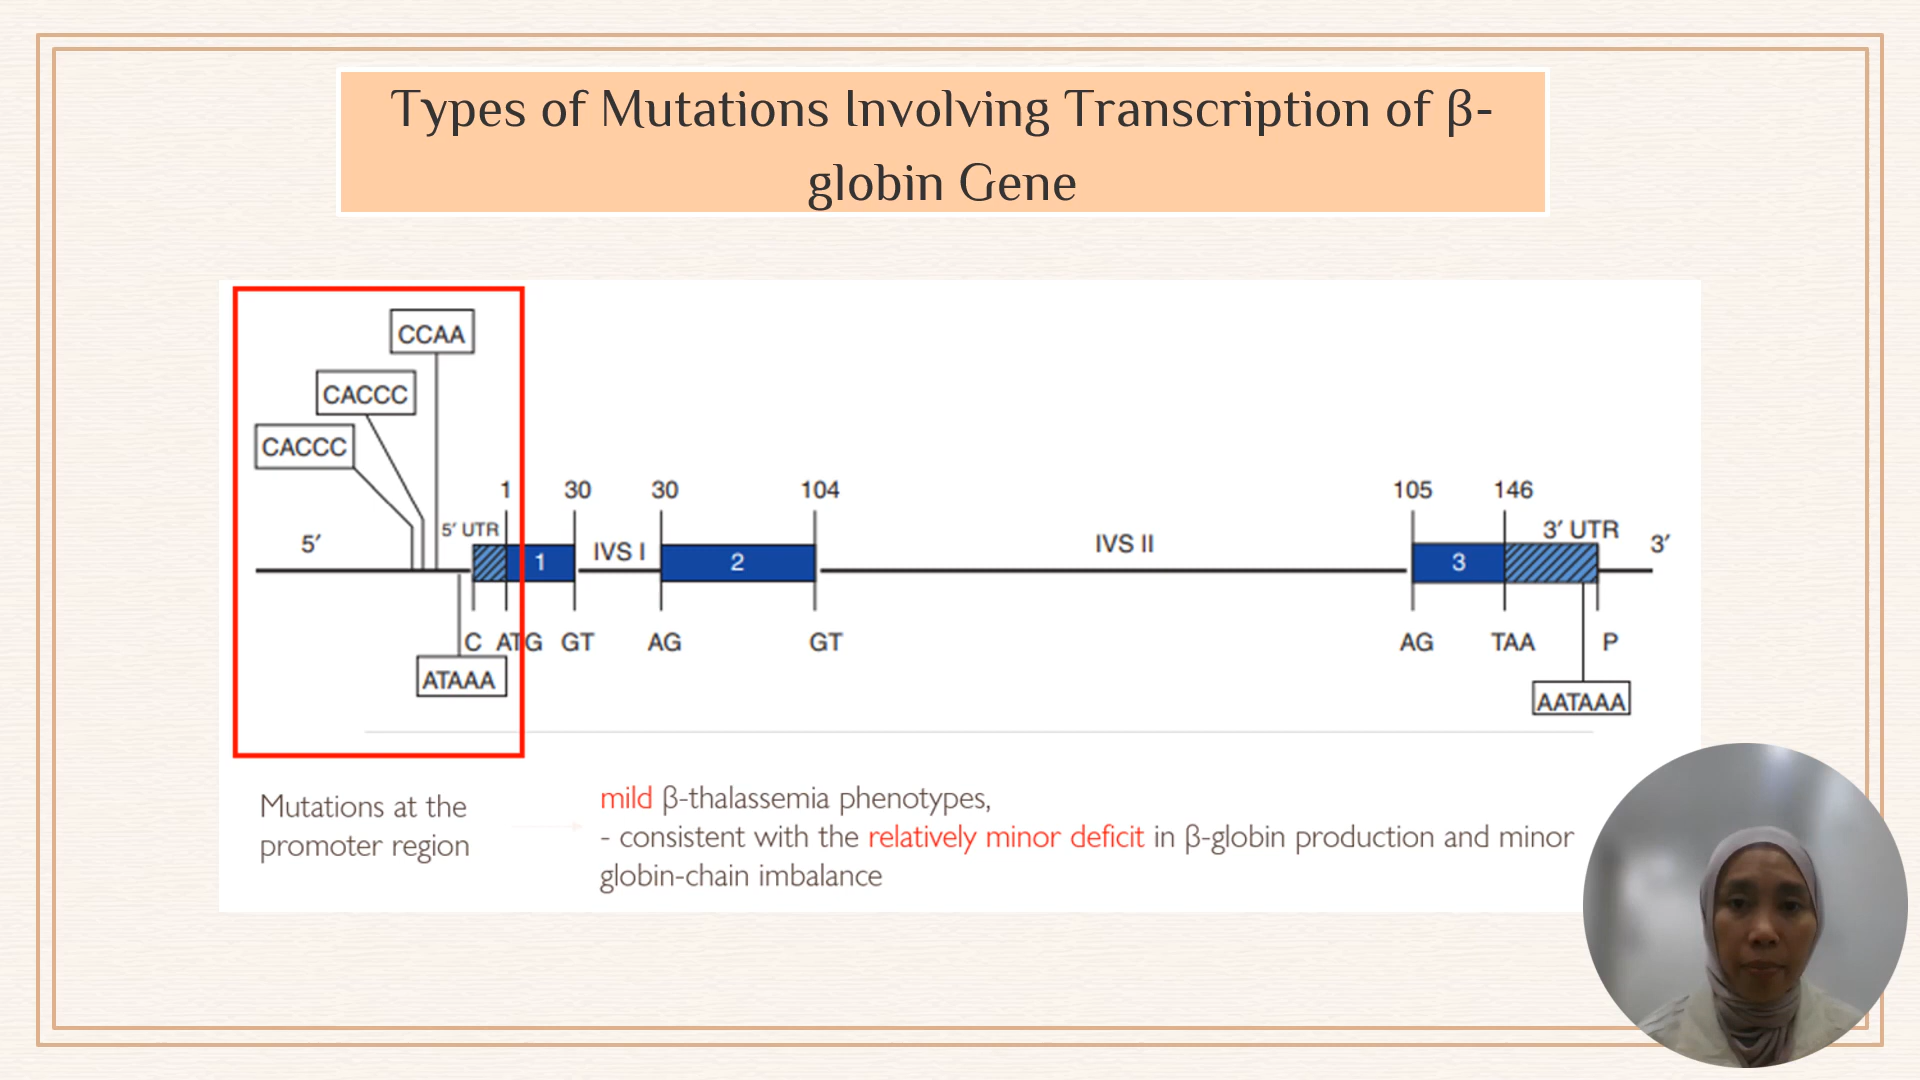 Types of Mutations Involving Transcription of β-
globin Gene
CCAA
CACCC
CACCC
1 30 30 104 105 146
5′ 5′ UTR 1 IVS I 2 IVS II 3 3′ UTR 3′
C ATG GT AG GT AG TAA P
ATAAA AATAAA
Mutations at the
promoter region
mild β-thalassemia phenotypes,
- consistent with the relatively minor deficit in β-globin production and minor
globin-chain imbalance